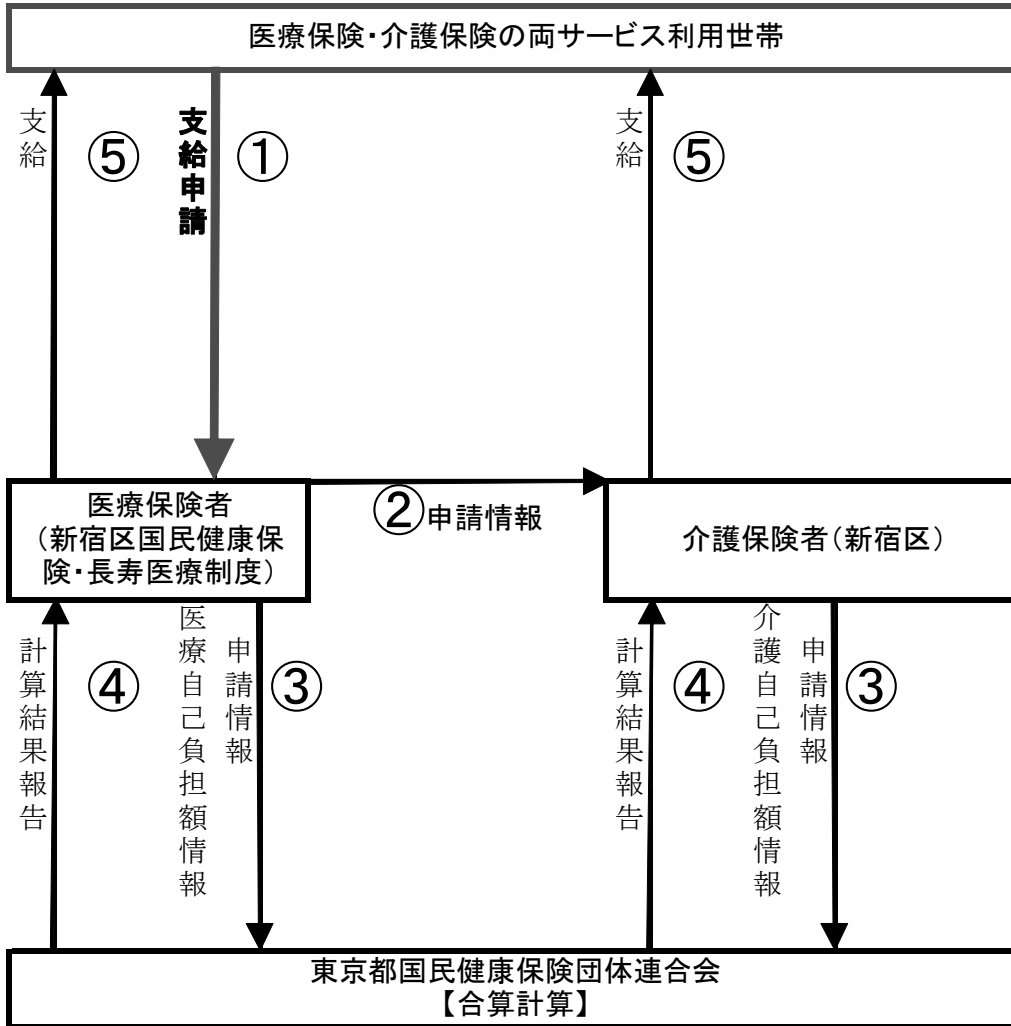 医療保険・介護保険の両サービス利用世帯
支給
⑤
支給申請
①
支給
⑤
医療保険者
(新宿区国民健康保
険・長寿医療制度)
②申請情報
介護保険者(新宿区)
計算結果報告
④
医療自己負担額情報
申請情報
③
計算結果報告
④
介護自己負担額情報
申請情報
③
東京都国民健康保険団体連合会
【合算計算】